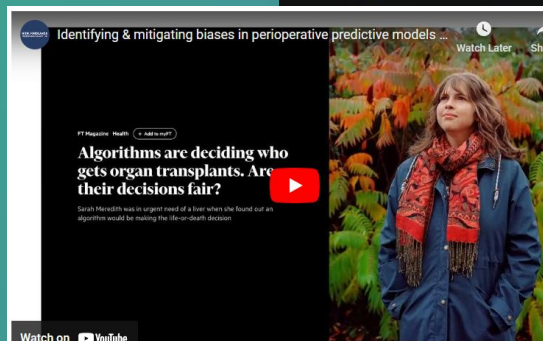 Identifying & mitigating biases in perioperative predictive models ...
Watch Later
Sh
FT Magazine Health + Add to myFT
Algorithms are deciding who
gets organ transplants. Are
their decisions fair?
Sarah Meredith was in urgent need of a liver when she found out an
algorithm would be making the life-or-death decision
Watch on YouTube